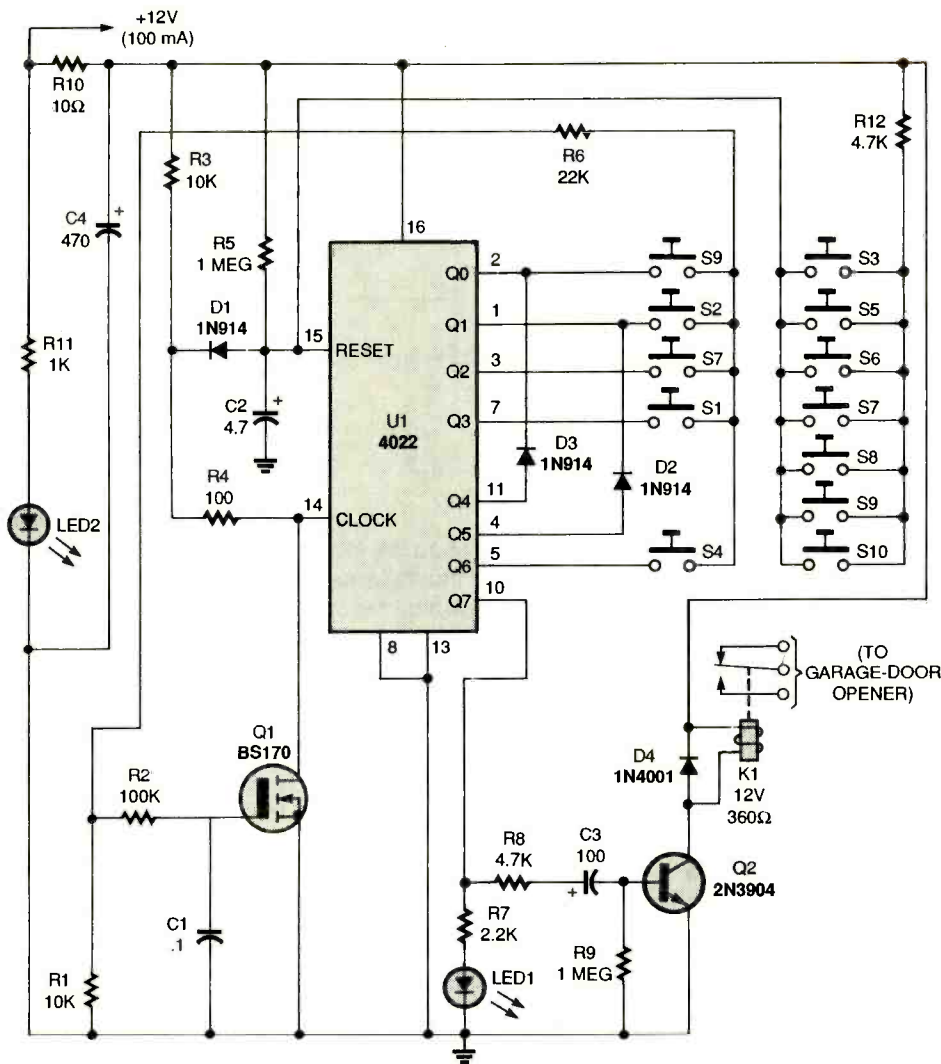 +12V
(100 mA)
R10
10Ω
R12
4.7K
R6
22K
R3
10K
C4
470
+
R5
1 MEG
16
Q0
2
S9
S3
D1
1N914
Q1
1
S2
S5
R11
1K
15
RESET
Q2
3
S7
S6
C2
4.7
+
U1
4022
Q3
7
S1
S7
D3
1N914
D2
1N914
S8
R4
100
Q4
11
LED2
14
CLOCK
Q5
4
S9
Q6
5
S4
S10
Q7
10
8
13
(TO
GARAGE-DOOR
OPENER)
Q1
BS170
D4
1N4001
K1
12V
360Ω
R2
100K
R8
4.7K
C3
100
+
Q2
2N3904
C1
.1
R7
2.2K
R9
1 MEG
R1
10K
LED1